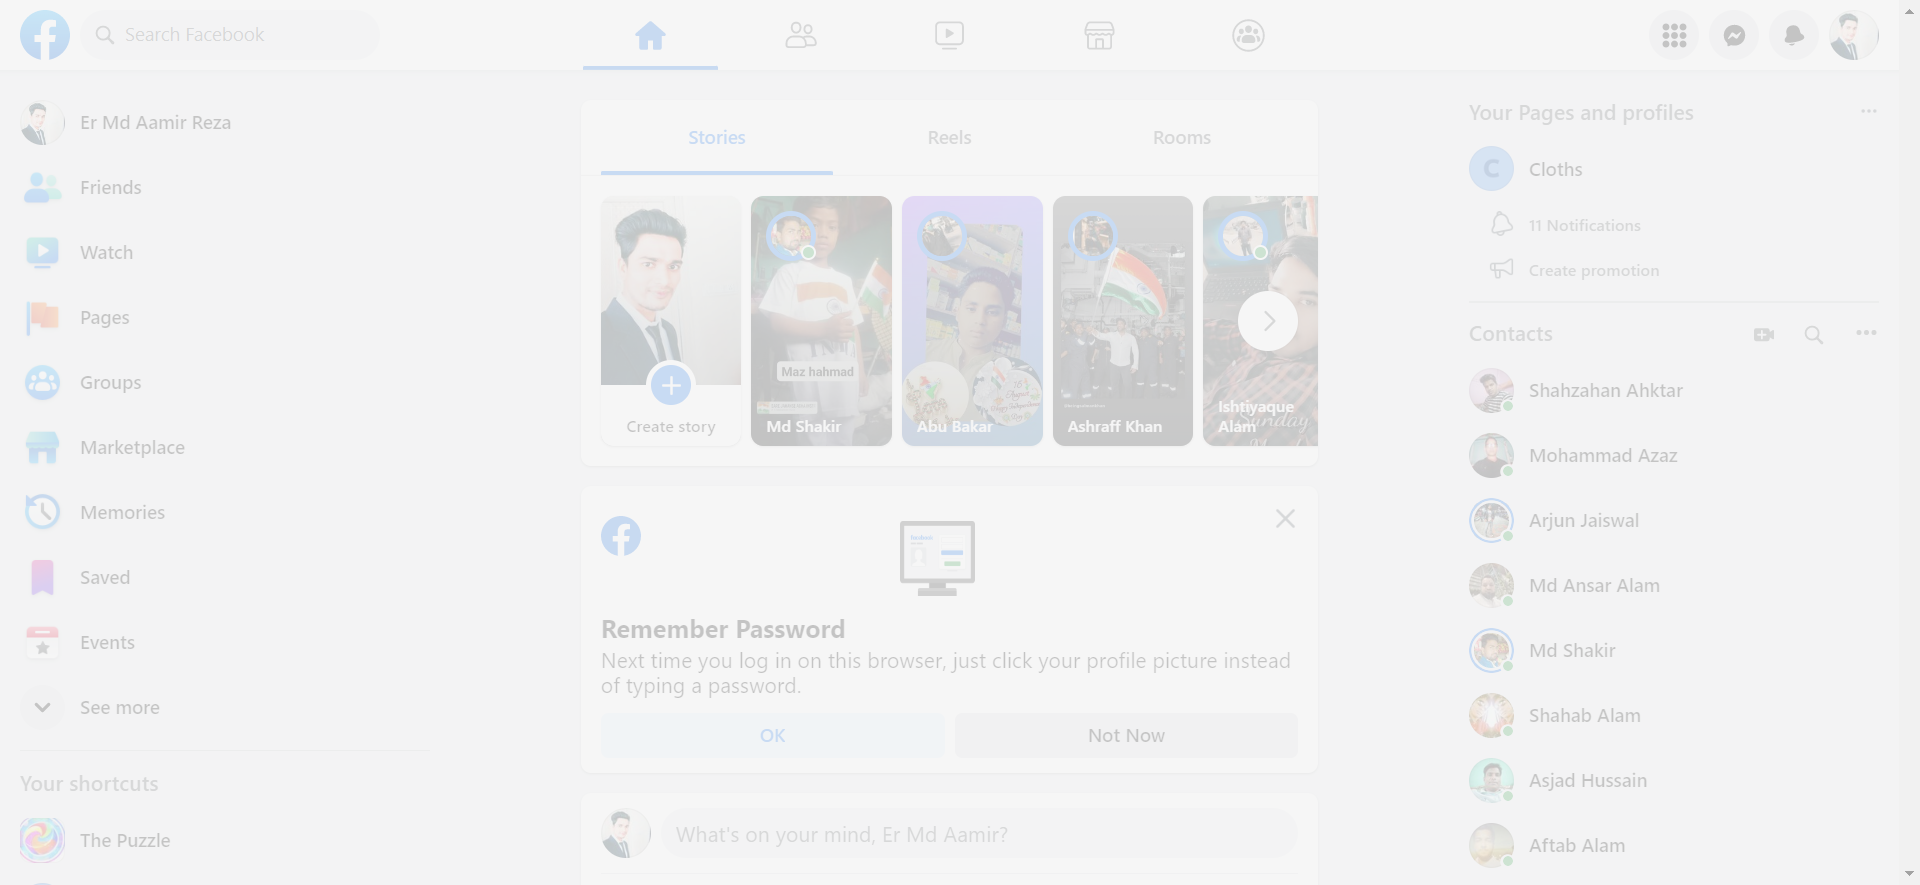 Search Facebook
Er Md Aamir Reza
Friends
Watch
Pages
Groups
Marketplace
Memories
Saved
Events
See more
Your shortcuts
The Puzzle
Stories
Reels
Rooms
Create story
Maz hahmad
Md Shakir
Abu Bakar
Ashraff Khan
Ishtiyaque
Alam
Sunday
Remember Password
Next time you log in on this browser, just click your profile picture instead
of typing a password.
OK
Not Now
What's on your mind, Er Md Aamir?
Your Pages and profiles
C
Cloths
11 Notifications
Create promotion
Contacts
Shahzahan Ahktar
Mohammad Azaz
Arjun Jaiswal
Md Ansar Alam
Md Shakir
Shahab Alam
Asjad Hussain
Aftab Alam